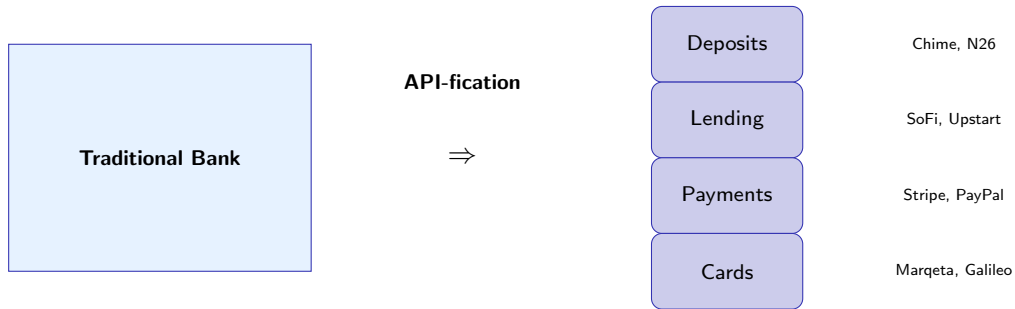 Traditional Bank
API-fication
⇒
Deposits
Chime, N26
Lending
SoFi, Upstart
Payments
Stripe, PayPal
Cards
Marqeta, Galileo